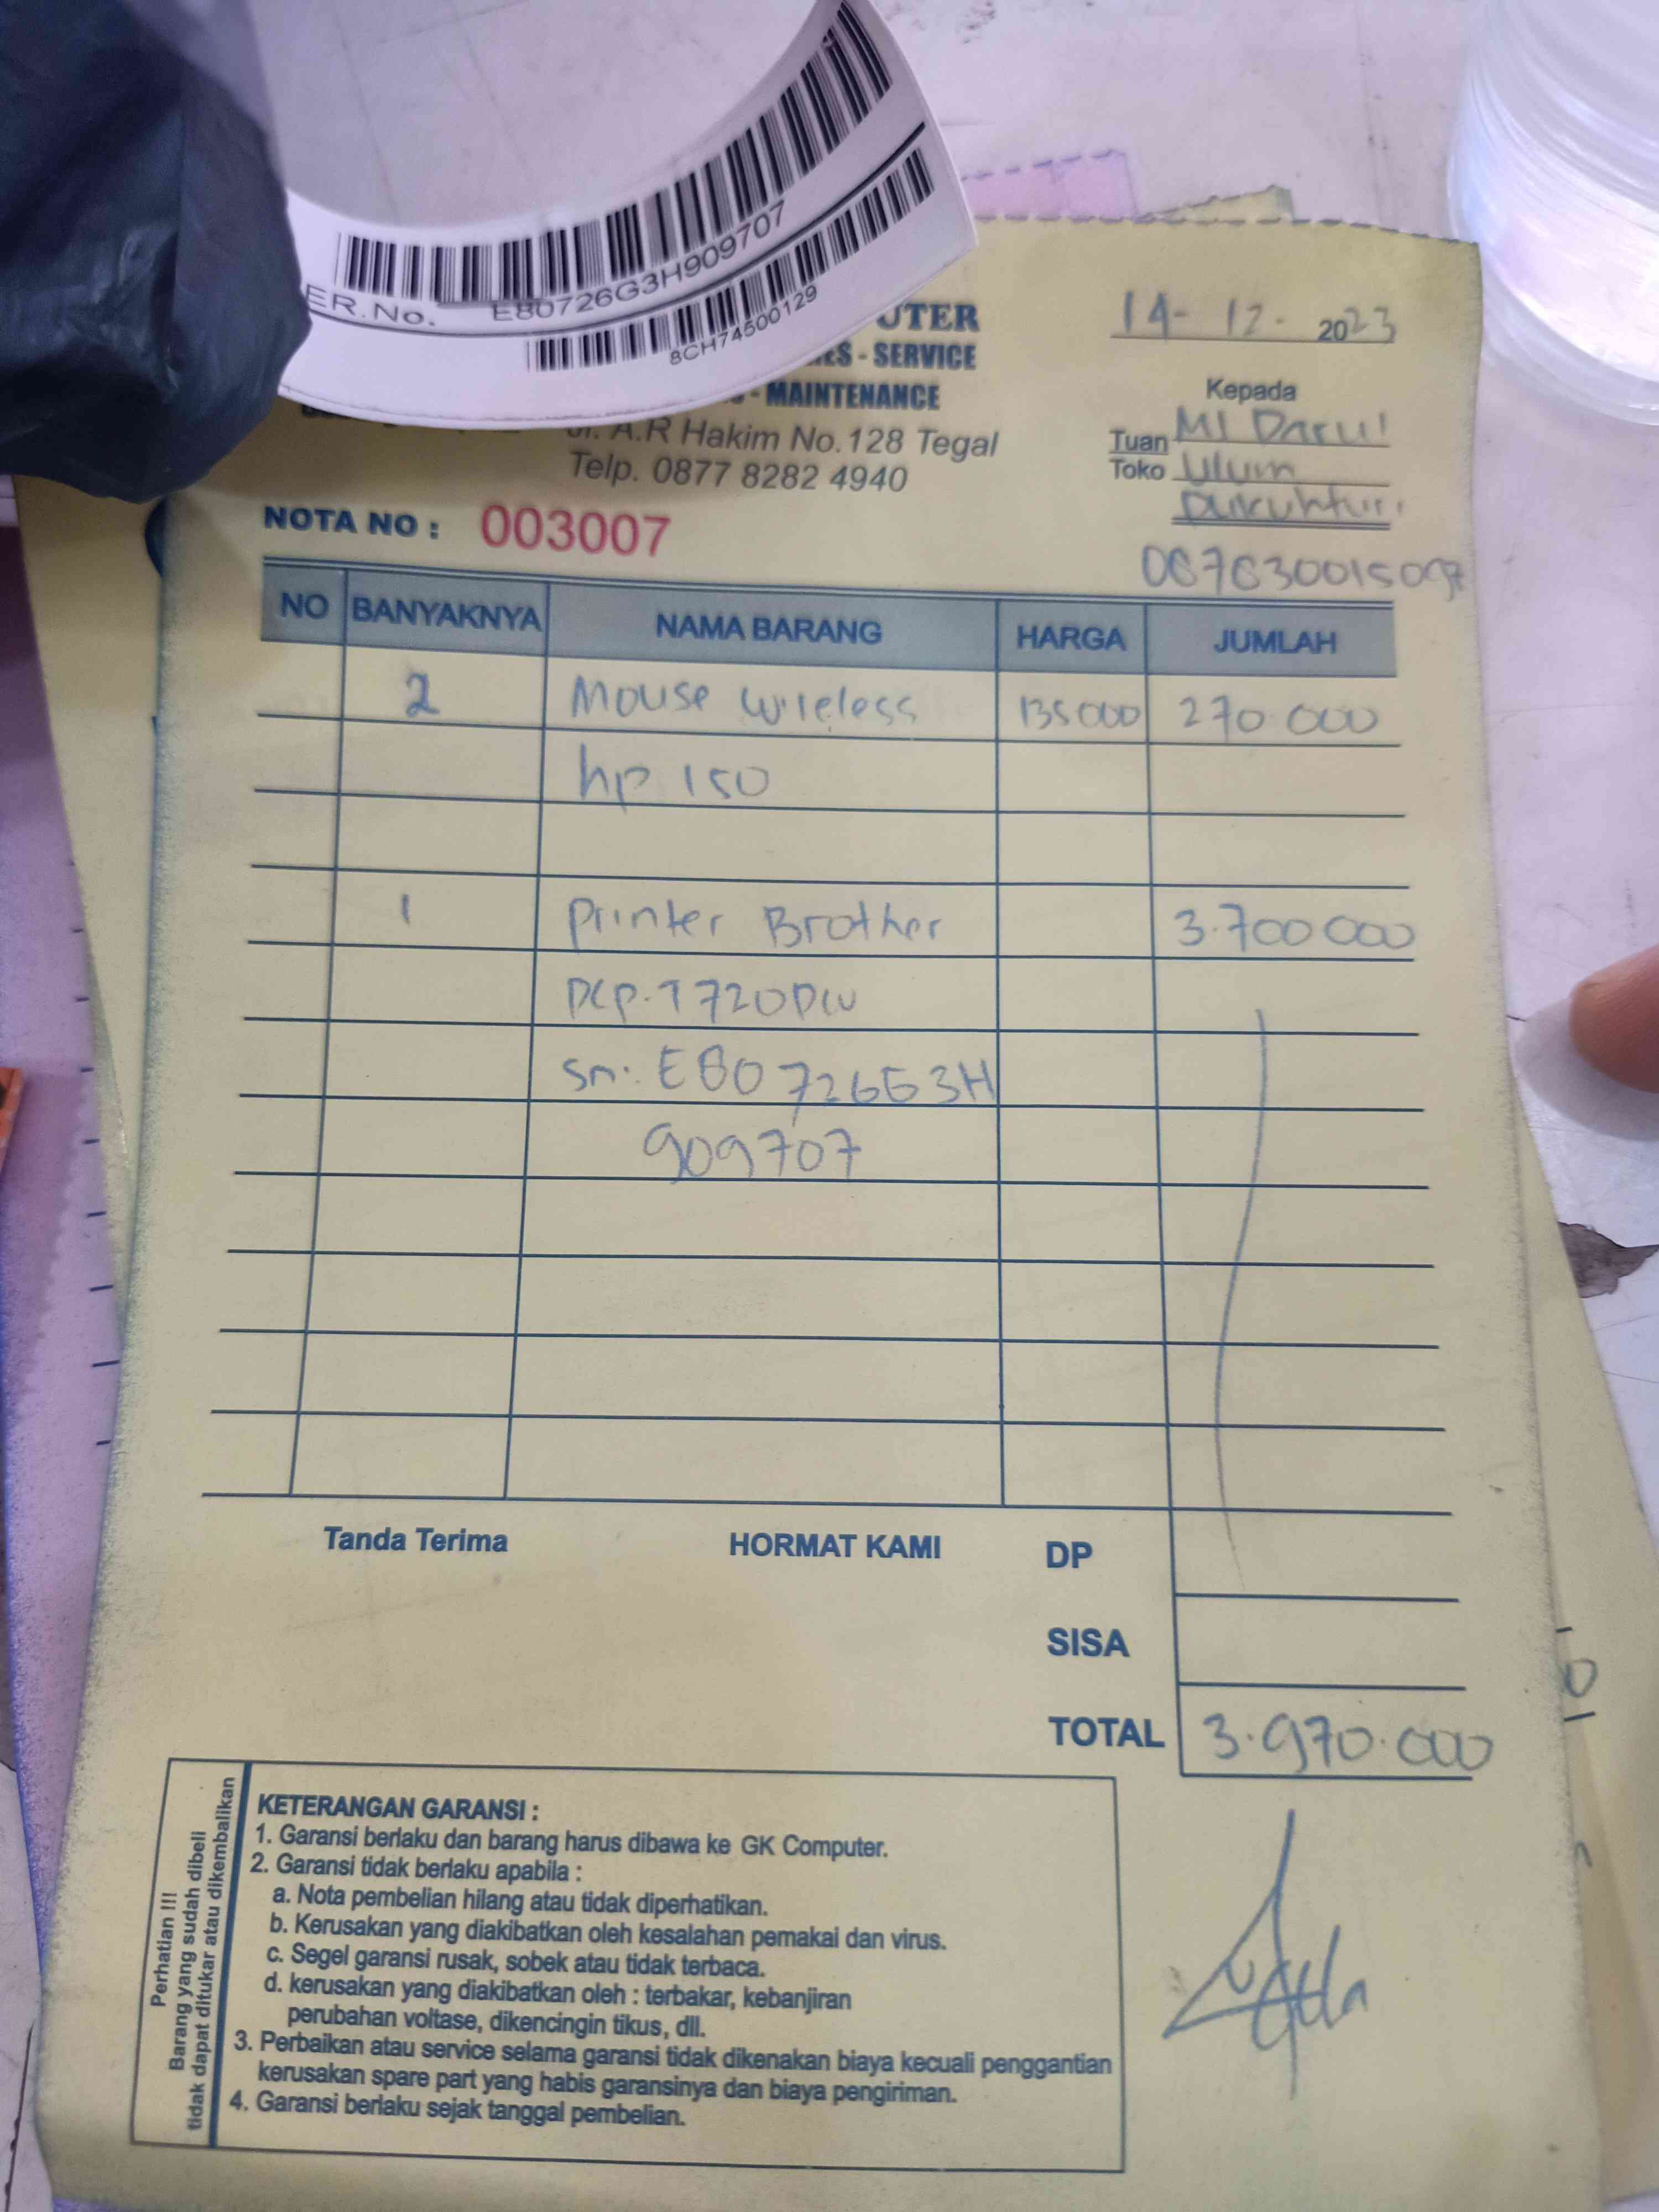 ER.No. E80726G3H909707
8CH74500129
UTER
- SERVICE
- MAINTENANCE
Jl. A.R Hakim No.128 Tegal
Telp. 0877 8282 4940
14-12-2023
Kepada
Tuan MI Darul
Toko Ulum
Dukuhturi
NOTA NO : 003007
087830015097
NO BANYAKNYA NAMA BARANG HARGA JUMLAH
2 Mouse wireless 135000 270.000
hp 150
1 printer Brother 3.700 000
DCP.T720DW
Sn: E80726G3H
909707
Tanda Terima HORMAT KAMI DP
SISA
TOTAL 3.970.000
Perhatian !!!
Barang yang sudah dibeli
tidak dapat ditukar atau dikembalikan
KETERANGAN GARANSI :
1. Garansi berlaku dan barang harus dibawa ke GK Computer.
2. Garansi tidak berlaku apabila :
a. Nota pembelian hilang atau tidak diperhatikan.
b. Kerusakan yang diakibatkan oleh kesalahan pemakai dan virus.
c. Segel garansi rusak, sobek atau tidak terbaca.
d. kerusakan yang diakibatkan oleh : terbakar, kebanjiran
perubahan voltase, dikencingin tikus, dll.
3. Perbaikan atau service selama garansi tidak dikenakan biaya kecuali penggantian
kerusakan spare part yang habis garansinya dan biaya pengiriman.
4. Garansi berlaku sejak tanggal pembelian.